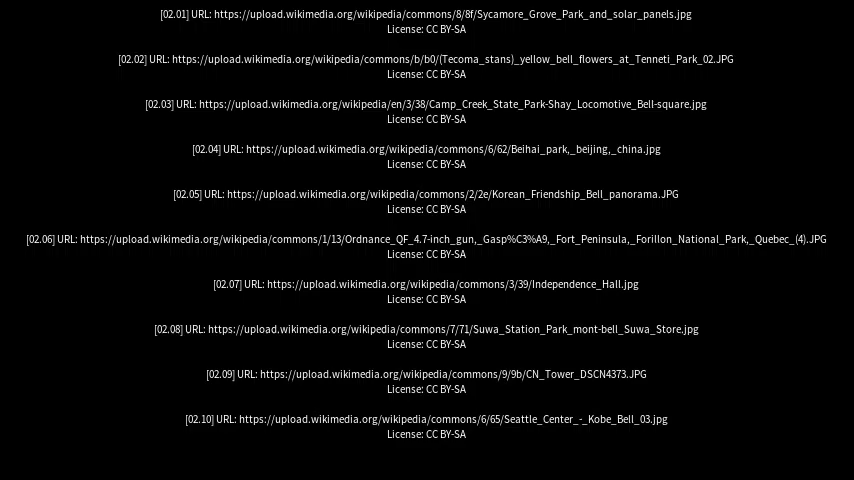 [02.01] URL: https://upload.wikimedia.org/wikipedia/commons/8/8f/Sycamore_Grove_Park_and_solar_panels.jpg
License: CC BY-SA
[02.02] URL: https://upload.wikimedia.org/wikipedia/commons/b/b0/(Tecoma_stans)_yellow_bell_flowers_at_Tenneti_Park_02.JPG
License: CC BY-SA
[02.03] URL: https://upload.wikimedia.org/wikipedia/en/3/38/Camp_Creek_State_Park-Shay_Locomotive_Bell-square.jpg
License: CC BY-SA
[02.04] URL: https://upload.wikimedia.org/wikipedia/commons/6/62/Beihai_park,_beijing,_china.jpg
License: CC BY-SA
[02.05] URL: https://upload.wikimedia.org/wikipedia/commons/2/2e/Korean_Friendship_Bell_panorama.JPG
License: CC BY-SA
[02.06] URL: https://upload.wikimedia.org/wikipedia/commons/1/13/Ordnance_QF_4.7-inch_gun,_Gasp%C3%A9,_Fort_Peninsula,_Forillon_National_Park,_Quebec_(4).JPG
License: CC BY-SA
[02.07] URL: https://upload.wikimedia.org/wikipedia/commons/3/39/Independence_Hall.jpg
License: CC BY-SA
[02.08] URL: https://upload.wikimedia.org/wikipedia/commons/7/71/Suwa_Station_Park_mont-bell_Suwa_Store.jpg
License: CC BY-SA
[02.09] URL: https://upload.wikimedia.org/wikipedia/commons/9/9b/CN_Tower_DSCN4373.JPG
License: CC BY-SA
[02.10] URL: https://upload.wikimedia.org/wikipedia/commons/6/65/Seattle_Center_-_Kobe_Bell_03.jpg
License: CC BY-SA